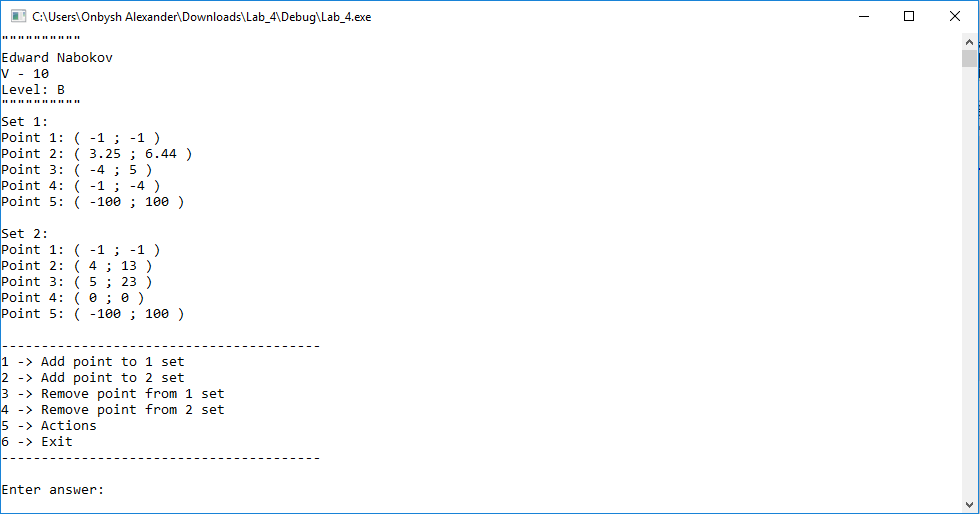 C:\Users\Onbysh Alexander\Downloads\Lab_4\Debug\Lab_4.exe
""""""""""
Edward Nabokov
V - 10
Level: B
""""""""""
Set 1:
Point 1: ( -1 ; -1 )
Point 2: ( 3.25 ; 6.44 )
Point 3: ( -4 ; 5 )
Point 4: ( -1 ; -4 )
Point 5: ( -100 ; 100 )
Set 2:
Point 1: ( -1 ; -1 )
Point 2: ( 4 ; 13 )
Point 3: ( 5 ; 23 )
Point 4: ( 0 ; 0 )
Point 5: ( -100 ; 100 )
----------------------------------------
1 -> Add point to 1 set
2 -> Add point to 2 set
3 -> Remove point from 1 set
4 -> Remove point from 2 set
5 -> Actions
6 -> Exit
----------------------------------------
Enter answer: